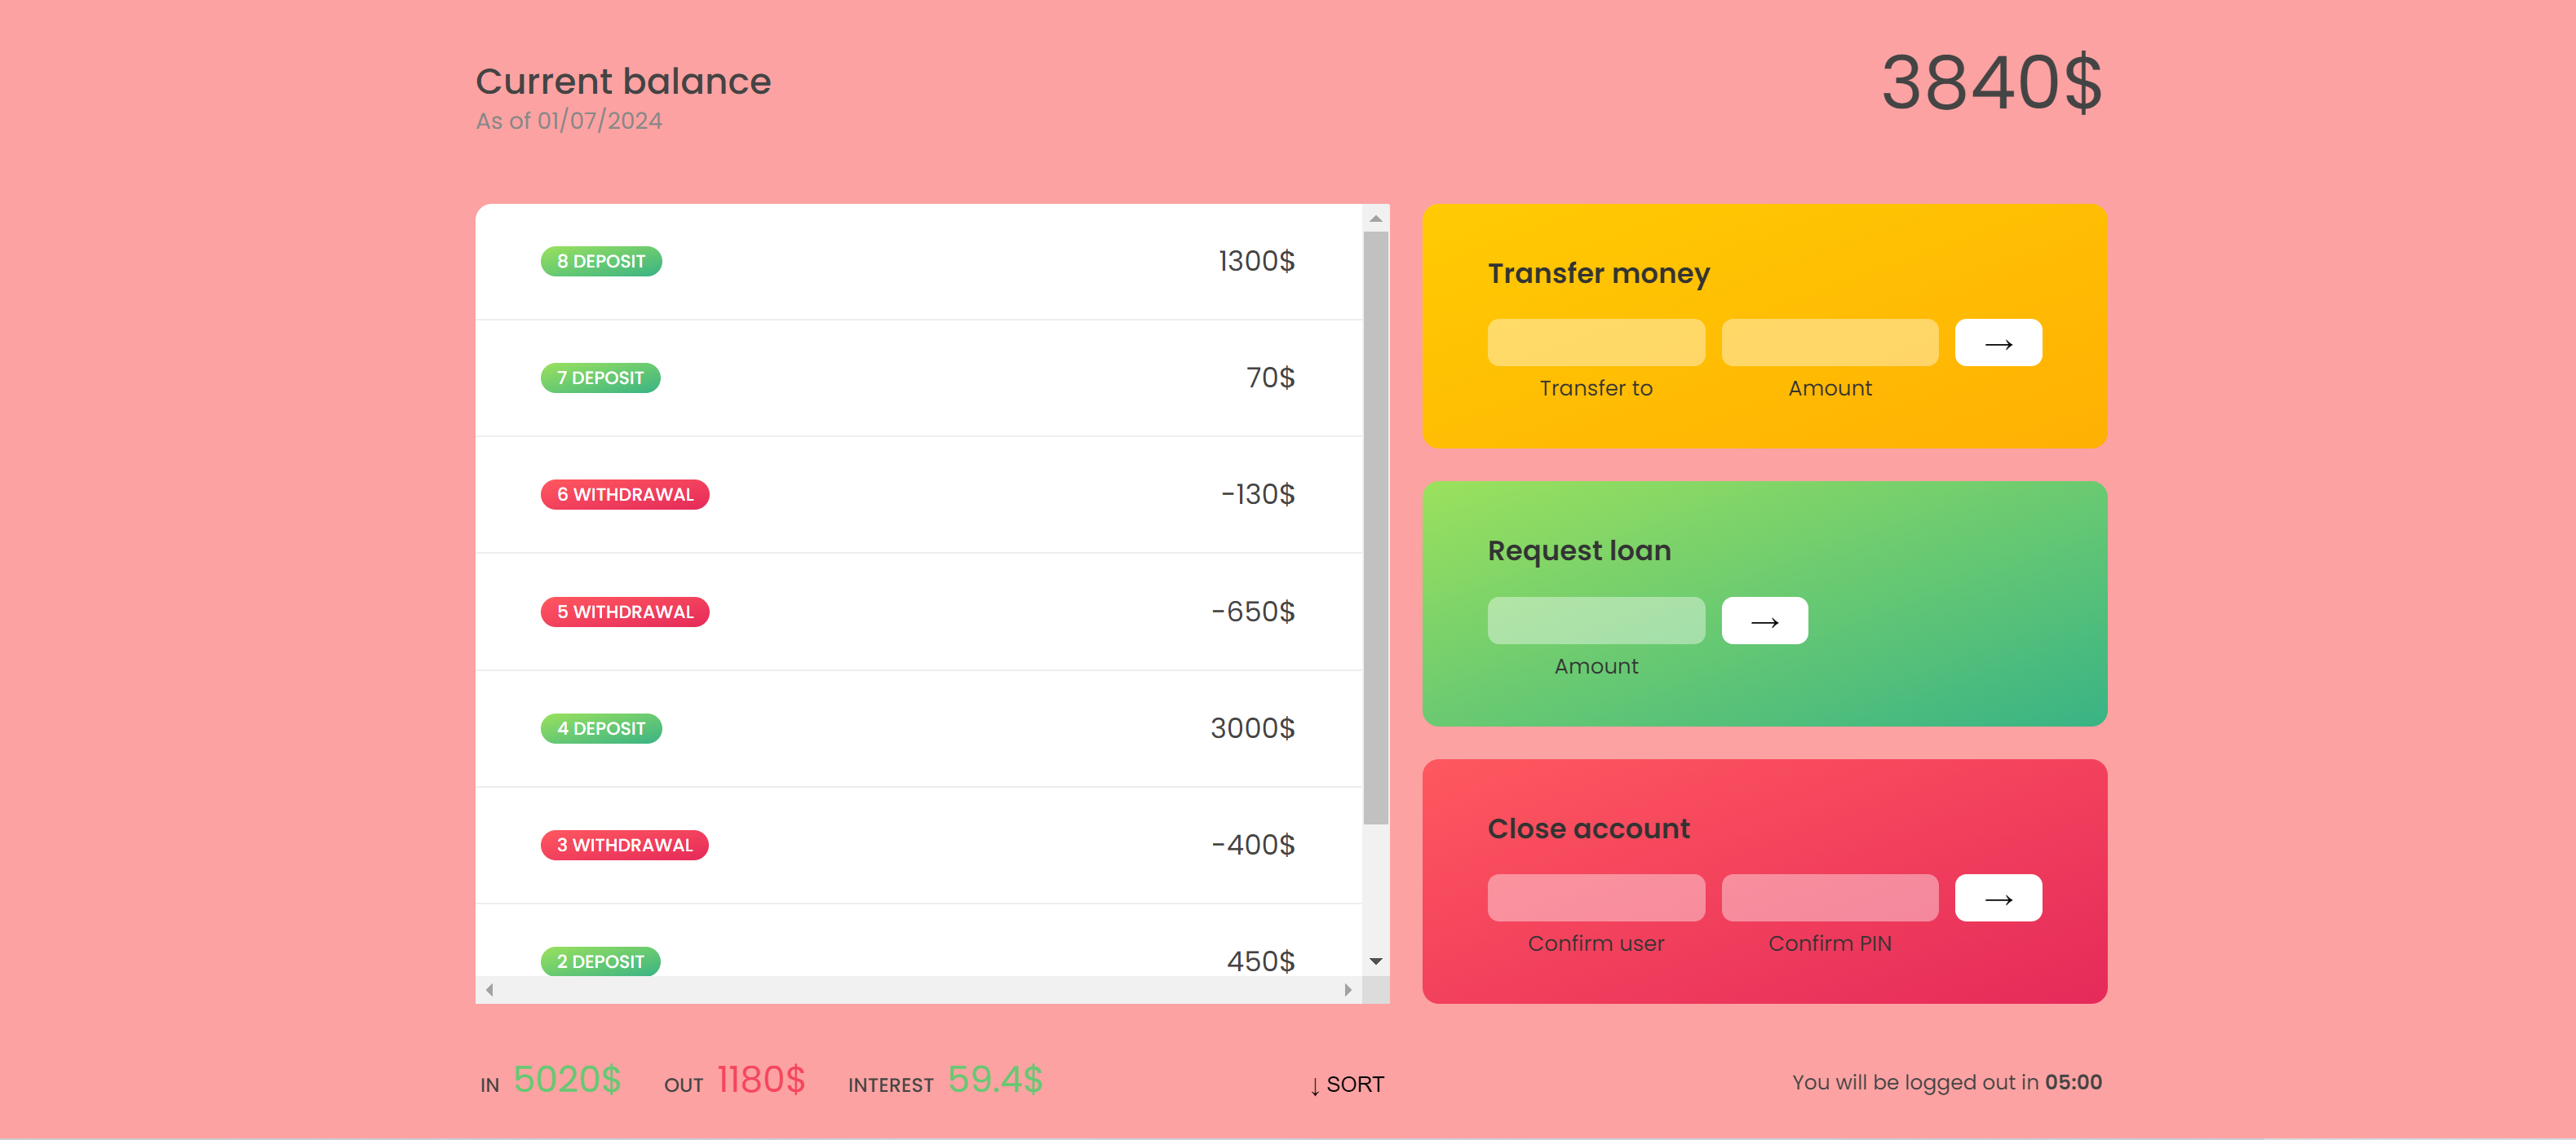 Current balance
As of 01/07/2024
3840$
8 DEPOSIT 1300$
7 DEPOSIT 70$
6 WITHDRAWAL -130$
5 WITHDRAWAL -650$
4 DEPOSIT 3000$
3 WITHDRAWAL -400$
2 DEPOSIT 450$
Transfer money
→
Transfer to Amount
Request loan
→
Amount
Close account
→
Confirm user Confirm PIN
IN 5020$ OUT 1180$ INTEREST 59.4$ ↓ SORT
You will be logged out in 05:00